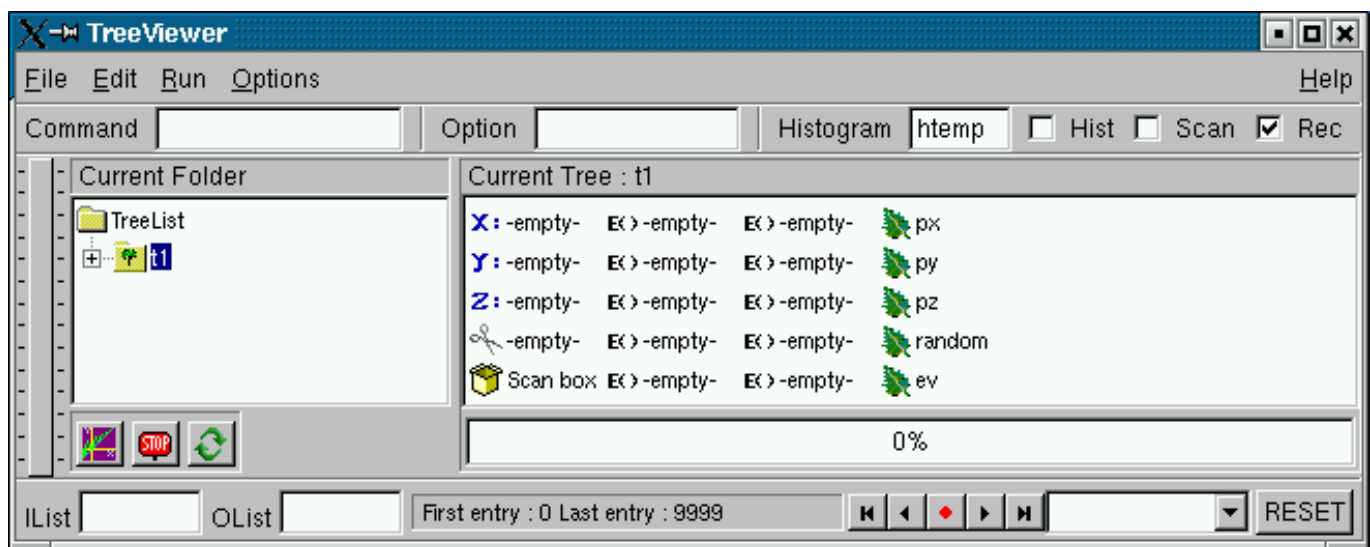 TreeViewer
File Edit Run Options Help
Command Option Histogram htemp Hist Scan Rec
Current Folder Current Tree : t1
TreeList
t1
X: -empty- E() -empty- E() -empty- px
Y: -empty- E() -empty- E() -empty- py
Z: -empty- E() -empty- E() -empty- pz
-empty- E() -empty- E() -empty- random
Scan box E() -empty- E() -empty- ev
STOP 0%
IList OList First entry : 0 Last entry : 9999 RESET